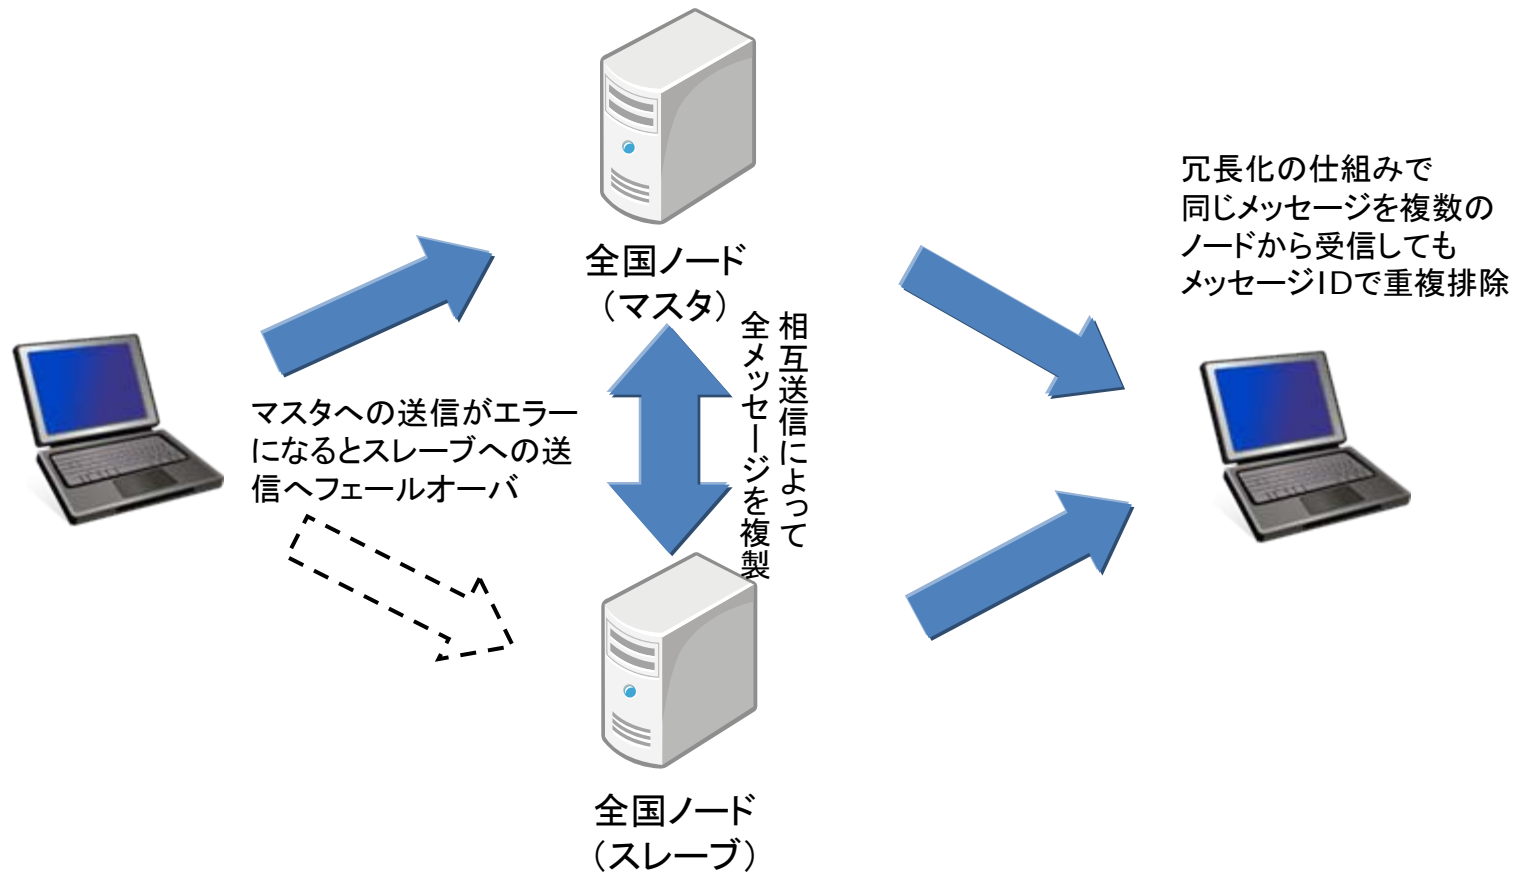 全国ノード
（マスタ）
マスタへの送信がエラー
になるとスレーブへの送
信へフェールオーバ
相互送信によって
全メッセージを複製
冗長化の仕組みで
同じメッセージを複数の
ノードから受信しても
メッセージIDで重複排除
全国ノード
（スレーブ）